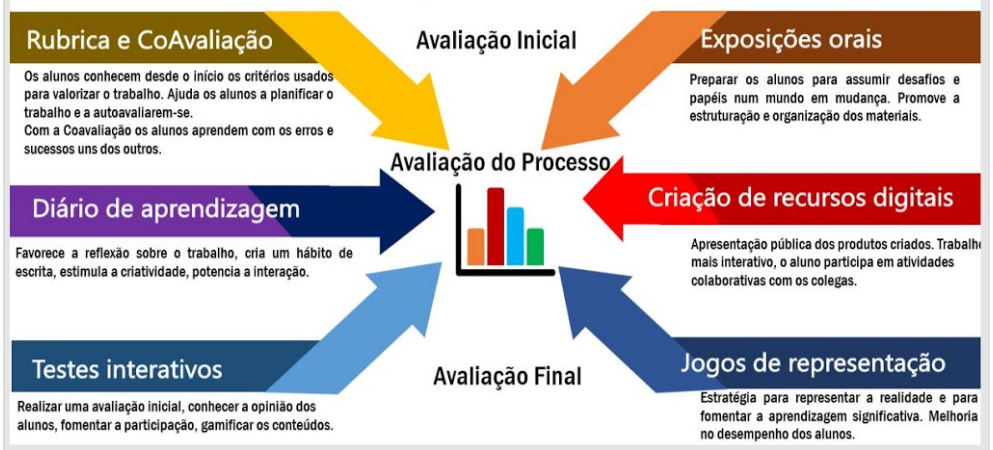 Rubrica e CoAvaliação
Os alunos conhecem desde o início os critérios usados
para valorizar o trabalho. Ajuda os alunos a planificar o
trabalho e a autoavaliarem-se.
Com a Coavaliação os alunos aprendem com os erros e
sucessos uns dos outros.
Avaliação Inicial
Exposições orais
Preparar os alunos para assumir desafios e
papéis num mundo em mudança. Promove a
estruturação e organização dos materiais.
Avaliação do Processo
Diário de aprendizagem
Favorece a reflexão sobre o trabalho, cria um hábito de
escrita, estimula a criatividade, potencia a interação.
Criação de recursos digitais
Apresentação pública dos produtos criados. Trabalho
mais interativo, o aluno participa em atividades
colaborativas com os colegas.
Testes interativos
Realizar uma avaliação inicial, conhecer a opinião dos
alunos, fomentar a participação, gamificar os conteúdos.
Avaliação Final
Jogos de representação
Estratégia para representar a realidade e para
fomentar a aprendizagem significativa. Melhoria
no desempenho dos alunos.